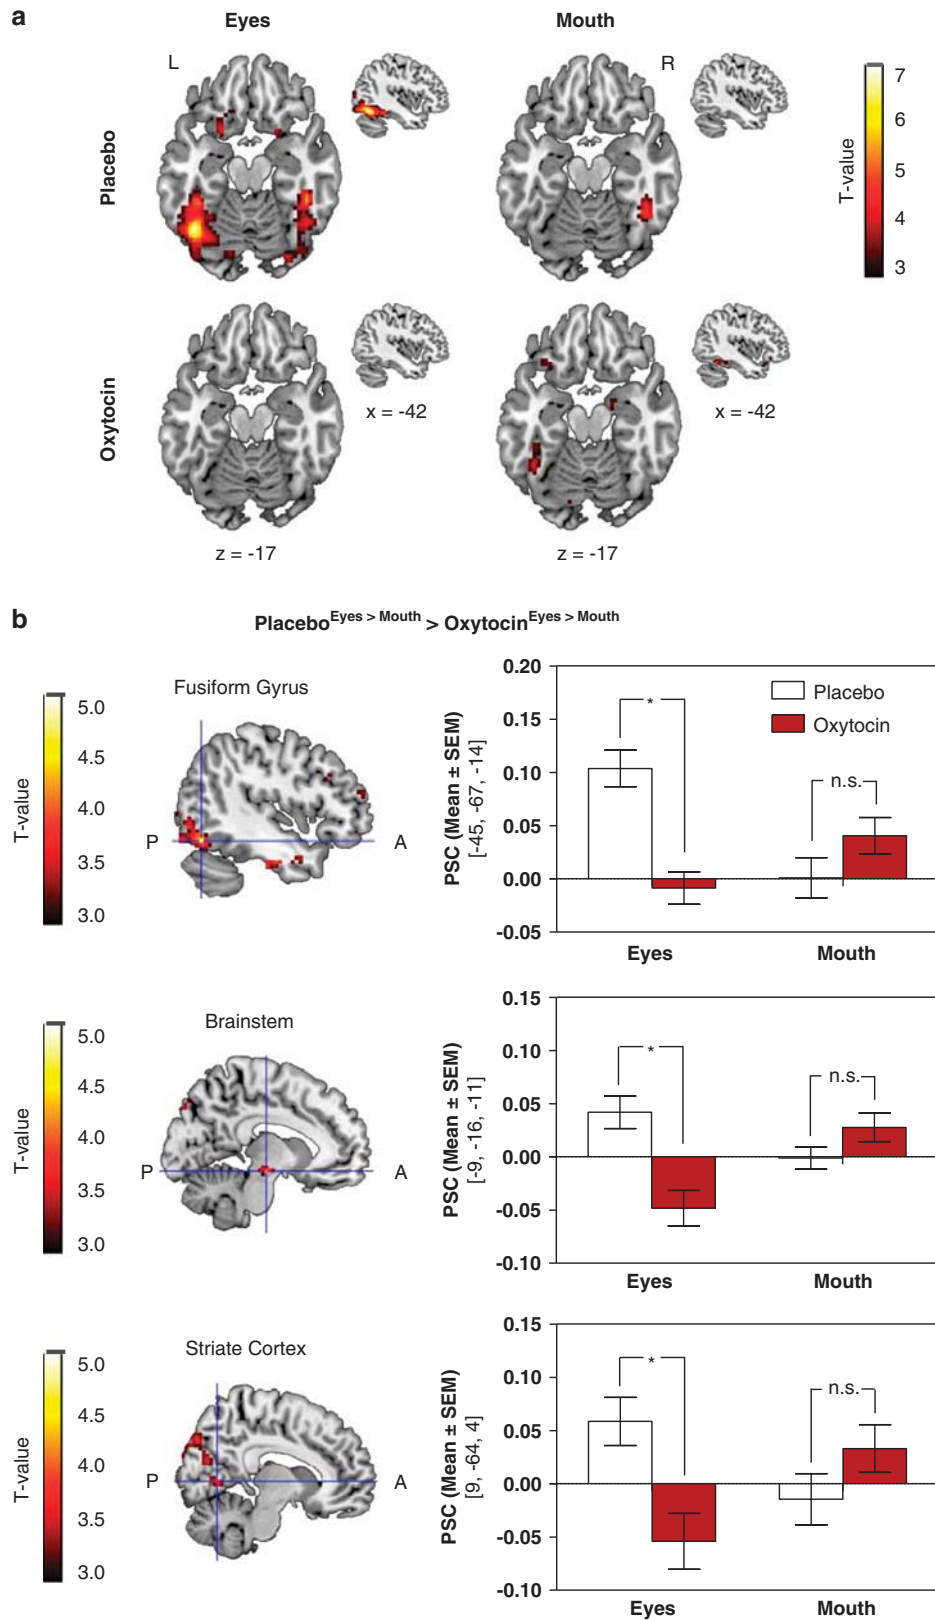 a
Eyes
Mouth
L
R
Placebo
7
6
5
4
3
T-value
Oxytocin
x = -42
x = -42
z = -17
z = -17
b
Placebo^Eyes > Mouth > Oxytocin^Eyes > Mouth
Fusiform Gyrus
T-value
5.0
4.5
4.0
3.5
3.0
P
A
PSC (Mean ± SEM)
[-45, -67, -14]
0.20
0.15
0.10
0.05
0.00
-0.05
Placebo
Oxytocin
*
n.s.
Eyes
Mouth
Brainstem
T-value
5.0
4.5
4.0
3.5
3.0
P
A
PSC (Mean ± SEM)
[-9, -16, -11]
0.15
0.10
0.05
0.00
-0.05
-0.10
*
n.s.
Eyes
Mouth
Striate Cortex
T-value
5.0
4.5
4.0
3.5
3.0
P
A
PSC (Mean ± SEM)
[9, -64, 4]
0.15
0.10
0.05
0.00
-0.05
-0.10
*
n.s.
Eyes
Mouth